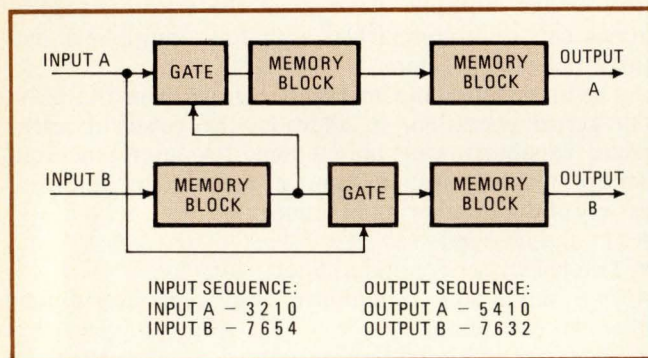 INPUT A
GATE
MEMORY
BLOCK
MEMORY
BLOCK
OUTPUT
A
INPUT B
MEMORY
BLOCK
GATE
MEMORY
BLOCK
OUTPUT
B
INPUT SEQUENCE:
INPUT A – 3210
INPUT B – 7654
OUTPUT SEQUENCE:
OUTPUT A – 5410
OUTPUT B – 7632